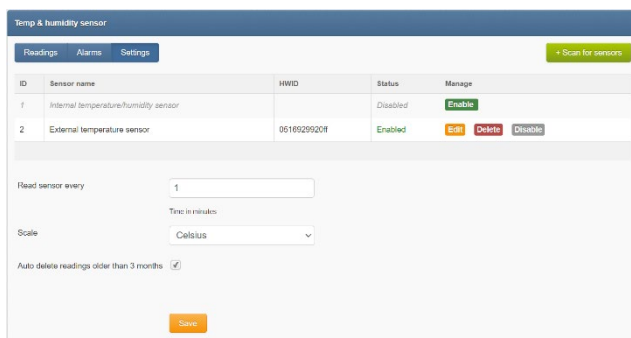 Temp & humidity sensor
Readings Alarms Settings + Scan for sensors
ID Sensor name HWID Status Manage
1 Internal temperature/humidity sensor Disabled Enable
2 External temperature sensor 0516929920ff Enabled Edit Delete Disable
Read sensor every 1
Time in minutes
Scale Celsius
Auto delete readings older than 3 months
Save